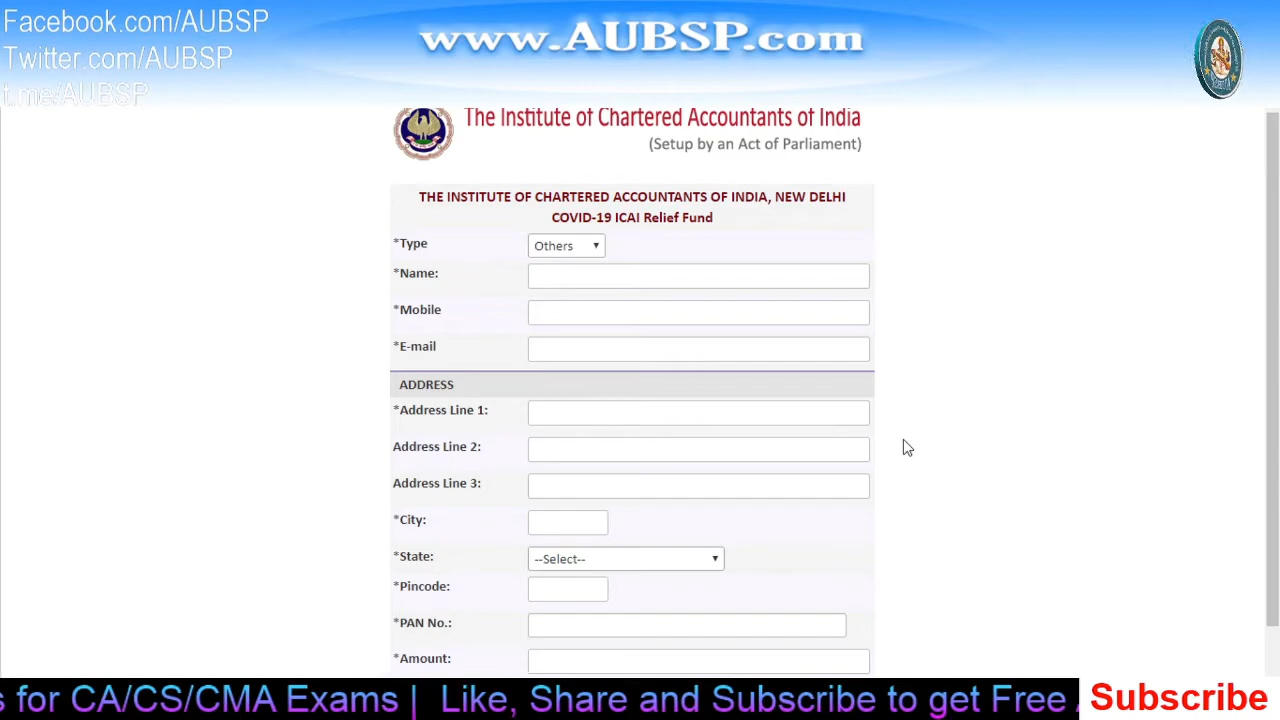 Facebook.com/AUBSP
Twitter.com/AUBSP
t.me/AUBSP
www.AUBSP.com
The Institute of Chartered Accountants of India
(Setup by an Act of Parliament)
THE INSTITUTE OF CHARTERED ACCOUNTANTS OF INDIA, NEW DELHI
COVID-19 ICAI Relief Fund
*Type
Others
*Name:
*Mobile
*E-mail
ADDRESS
*Address Line 1:
Address Line 2:
Address Line 3:
*City:
*State:
--Select--
*Pincode:
*PAN No.:
*Amount:
s for CA/CS/CMA Exams | Like, Share and Subscribe to get Free
Subscribe